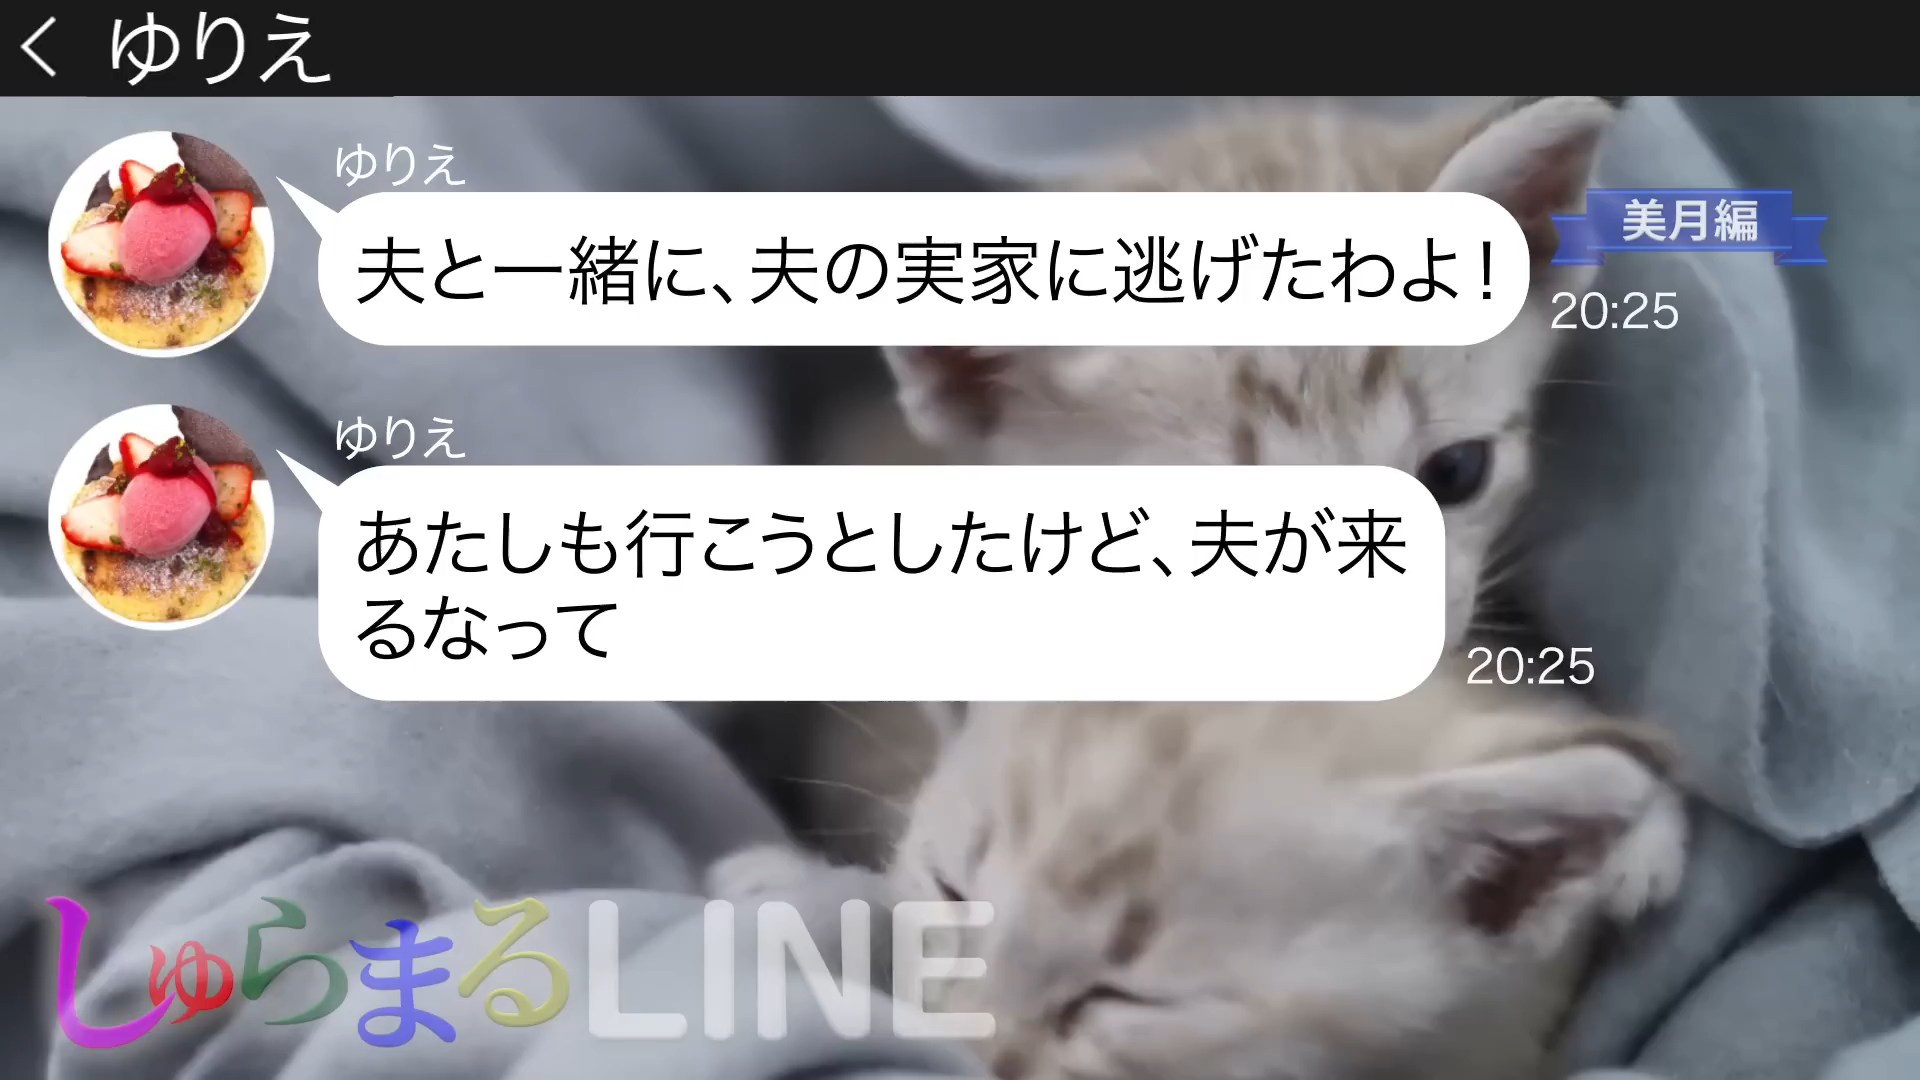 ゆりえ
ゆりえ
夫と一緒に、夫の実家に逃げたわよ！
美月編
20:25
ゆりえ
あたしも行こうとしたけど、夫が来
るなって
20:25
しゅらまるLINE